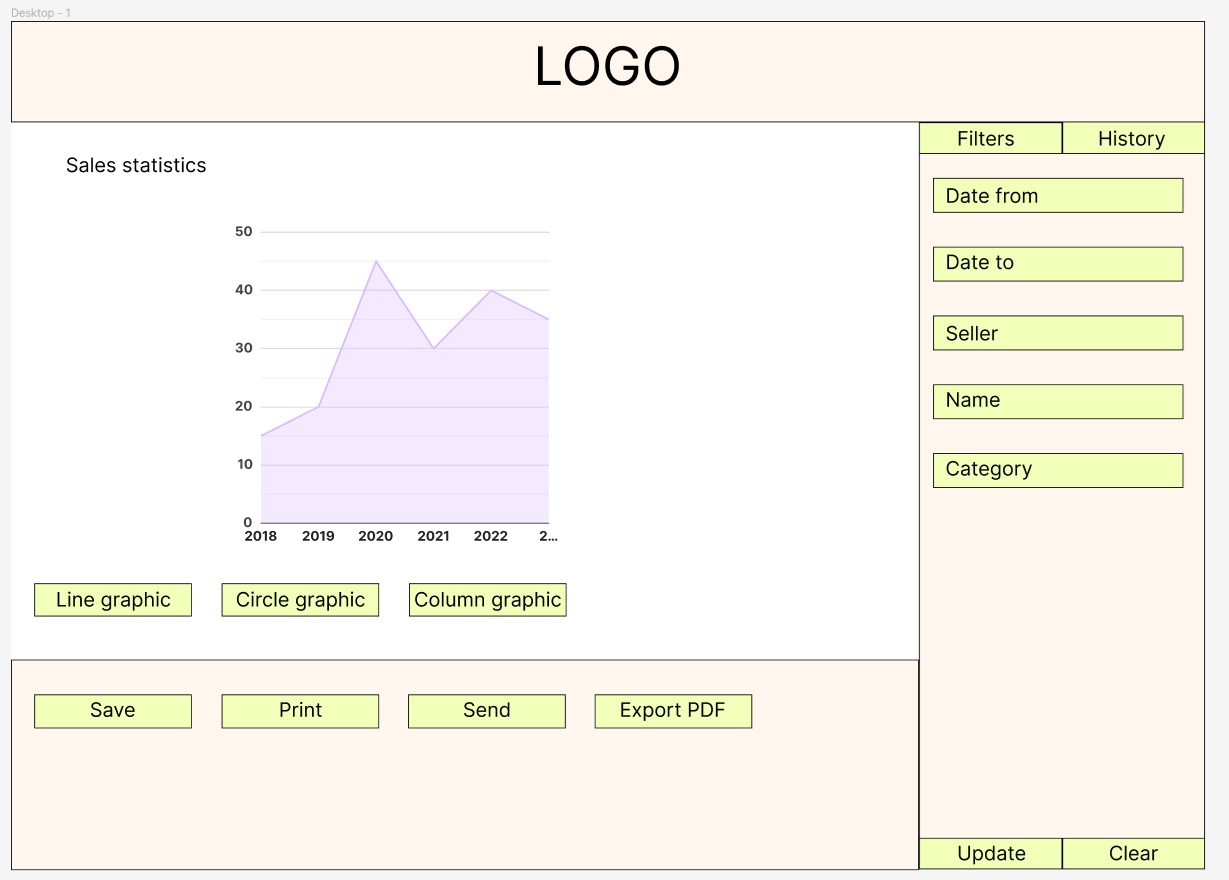 Desktop - 1
LOGO
Filters
History
Sales statistics
Date from
Date to
Seller
Name
Category
50
40
30
20
10
0
2018 2019 2020 2021 2022 2...
Line graphic
Circle graphic
Column graphic
Save
Print
Send
Export PDF
Update
Clear